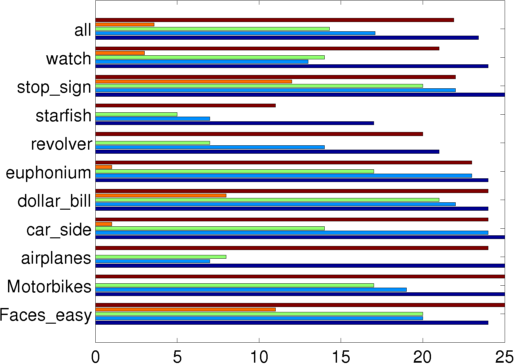 all
watch
stop_sign
starfish
revolver
euphonium
dollar_bill
car_side
airplanes
Motorbikes
Faces_easy
0 5 10 15 20 25